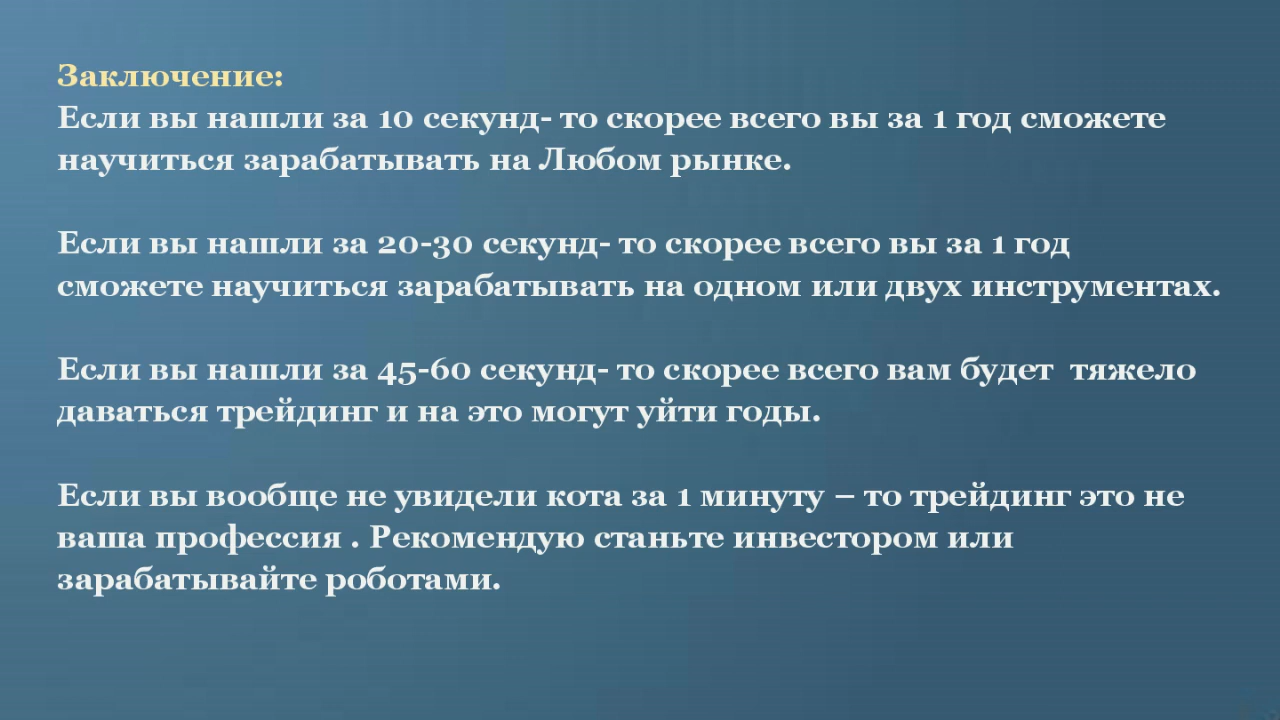 Заключение:
Если вы нашли за 10 секунд- то скорее всего вы за 1 год сможете
научиться зарабатывать на Любом рынке.
Если вы нашли за 20-30 секунд- то скорее всего вы за 1 год
сможете научиться зарабатывать на одном или двух инструментах.
Если вы нашли за 45-60 секунд- то скорее всего вам будет  тяжело
даваться трейдинг и на это могут уйти годы.
Если вы вообще не увидели кота за 1 минуту – то трейдинг это не
ваша профессия . Рекомендую станьте инвестором или
зарабатывайте роботами.